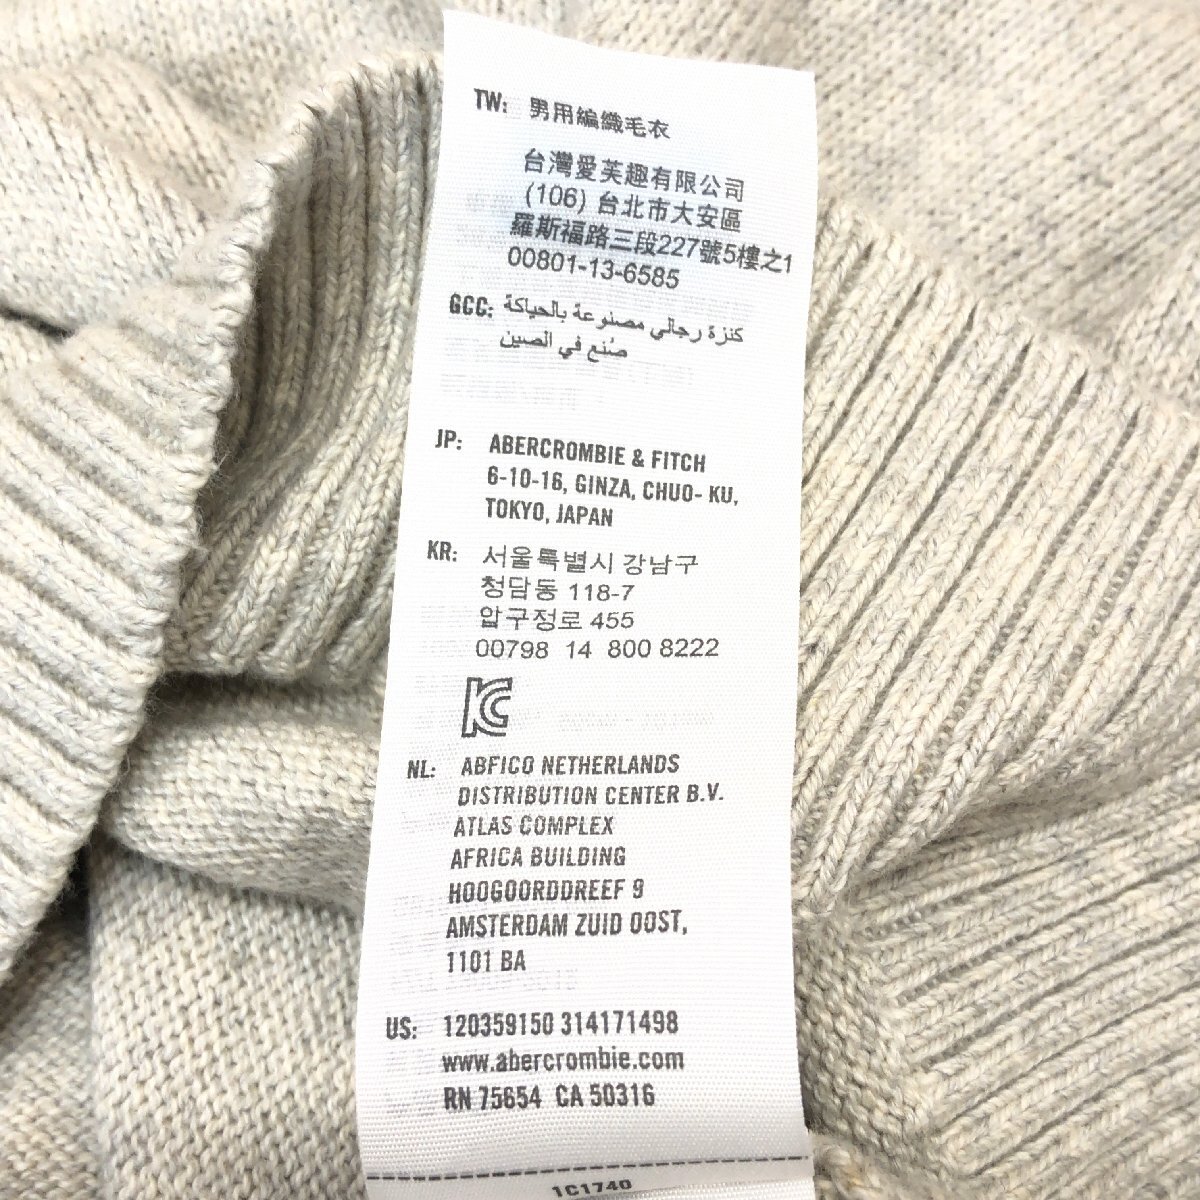 TW: 男用編織毛衣
台灣愛芙趣有限公司
(106) 台北市大安區
羅斯福路三段227號5樓之1
00801-13-6585
GCC: كنزة رجالي مصنوعة بالحياكة
صُنع في الصين
JP: ABERCROMBIE & FITCH
6-10-16, GINZA, CHUO- KU,
TOKYO, JAPAN
KR: 서울특별시 강남구
청담동 118-7
압구정로 455
00798 14 800 8222
KC
NL: ABFICO NETHERLANDS
DISTRIBUTION CENTER B.V.
ATLAS COMPLEX
AFRICA BUILDING
HOOGOORDDREEF 9
AMSTERDAM ZUID OOST,
1101 BA
US: 120359150 314171498
www.abercrombie.com
RN 75654 CA 50316
1C1740